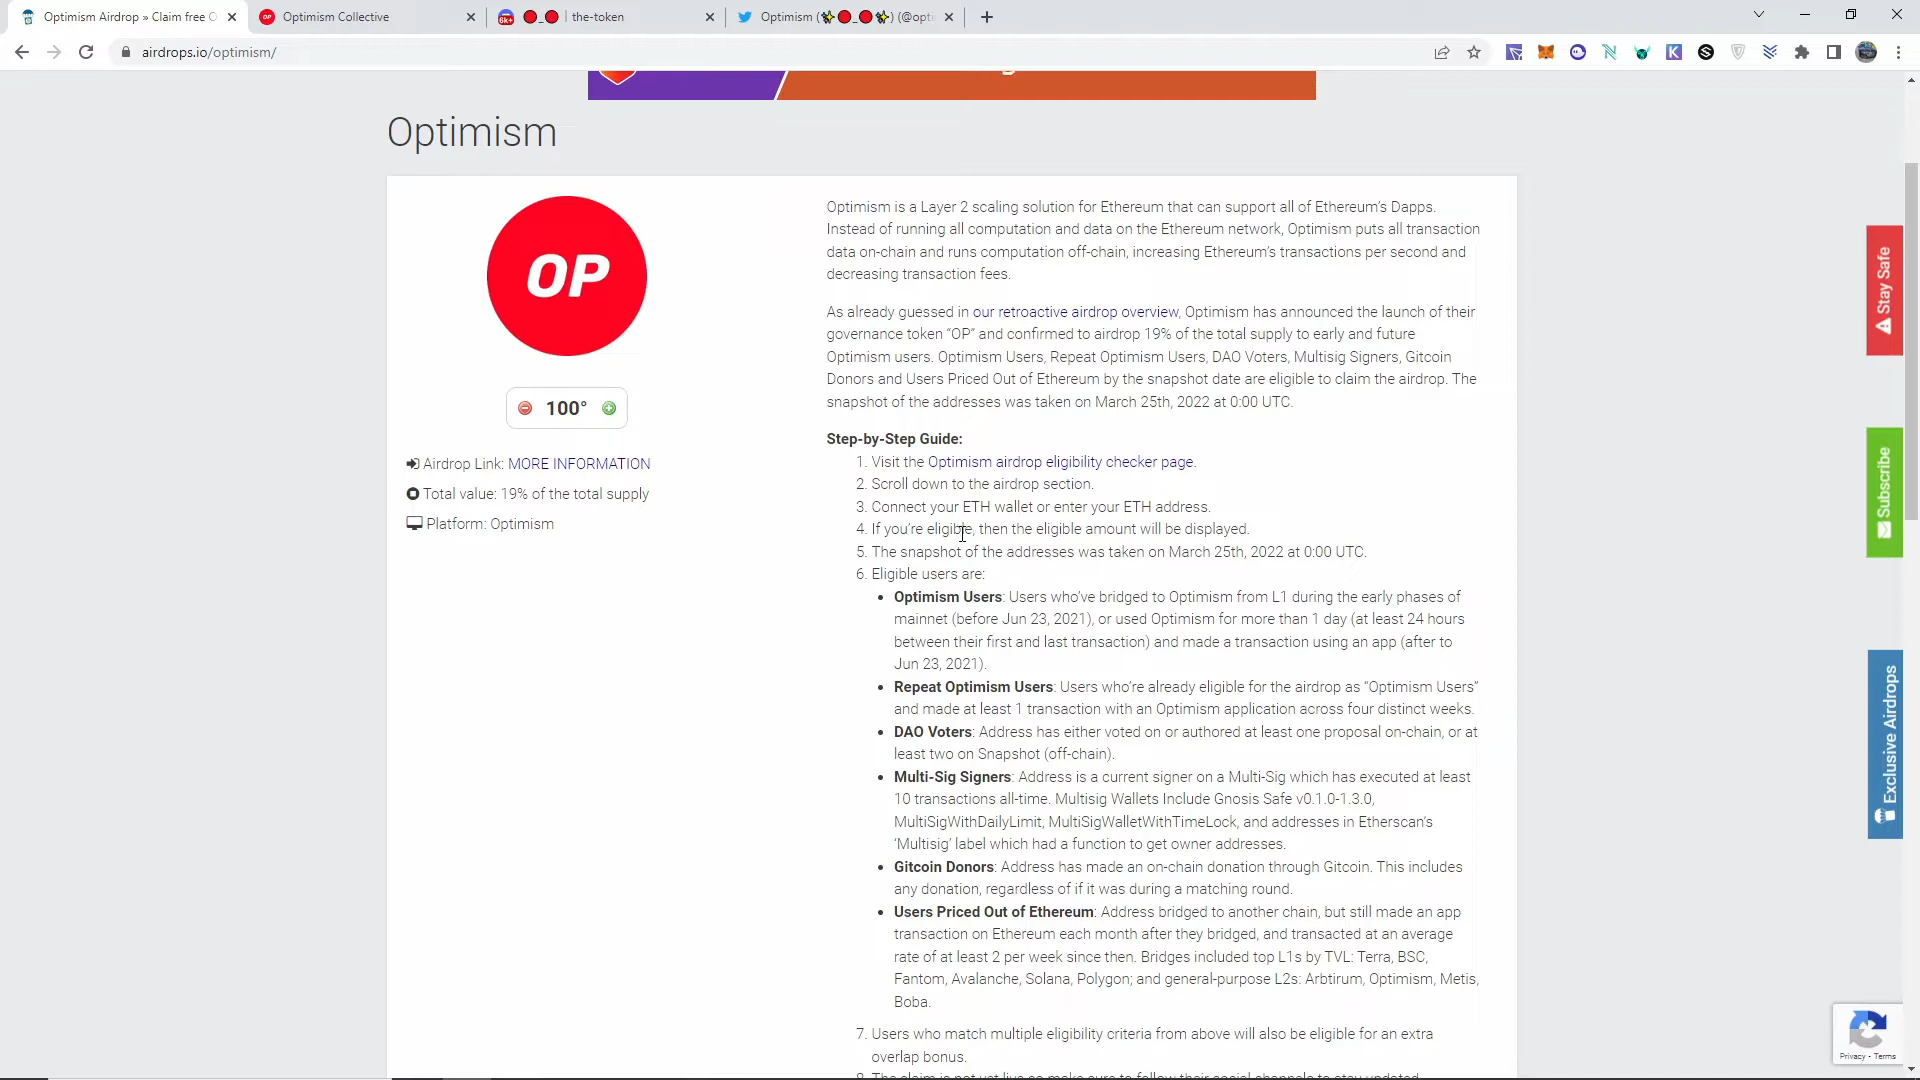 Optimism Airdrop » Claim free O
Optimism Collective
the-token
Optimism (✨🔴_🔴✨) (@opti
airdrops.io/optimism/
Optimism
OP
100°
Airdrop Link: MORE INFORMATION
Total value: 19% of the total supply
Platform: Optimism
Optimism is a Layer 2 scaling solution for Ethereum that can support all of Ethereum’s Dapps.
Instead of running all computation and data on the Ethereum network, Optimism puts all transaction
data on-chain and runs computation off-chain, increasing Ethereum’s transactions per second and
decreasing transaction fees.
As already guessed in our retroactive airdrop overview, Optimism has announced the launch of their
governance token “OP” and confirmed to airdrop 19% of the total supply to early and future
Optimism users. Optimism Users, Repeat Optimism Users, DAO Voters, Multisig Signers, Gitcoin
Donors and Users Priced Out of Ethereum by the snapshot date are eligible to claim the airdrop. The
snapshot of the addresses was taken on March 25th, 2022 at 0:00 UTC.
Step-by-Step Guide:
1. Visit the Optimism airdrop eligibility checker page.
2. Scroll down to the airdrop section.
3. Connect your ETH wallet or enter your ETH address.
4. If you’re eligible, then the eligible amount will be displayed.
5. The snapshot of the addresses was taken on March 25th, 2022 at 0:00 UTC.
6. Eligible users are:
• Optimism Users: Users who’ve bridged to Optimism from L1 during the early phases of
mainnet (before Jun 23, 2021), or used Optimism for more than 1 day (at least 24 hours
between their first and last transaction) and made a transaction using an app (after to
Jun 23, 2021).
• Repeat Optimism Users: Users who’re already eligible for the airdrop as “Optimism Users”
and made at least 1 transaction with an Optimism application across four distinct weeks.
• DAO Voters: Address has either voted on or authored at least one proposal on-chain, or at
least two on Snapshot (off-chain).
• Multi-Sig Signers: Address is a current signer on a Multi-Sig which has executed at least
10 transactions all-time. Multisig Wallets Include Gnosis Safe v0.1.0-1.3.0,
MultiSigWithDailyLimit, MultiSigWalletWithTimeLock, and addresses in Etherscan’s
‘Multisig’ label which had a function to get owner addresses.
• Gitcoin Donors: Address has made an on-chain donation through Gitcoin. This includes
any donation, regardless of if it was during a matching round.
• Users Priced Out of Ethereum: Address bridged to another chain, but still made an app
transaction on Ethereum each month after they bridged, and transacted at an average
rate of at least 2 per week since then. Bridges included top L1s by TVL: Terra, BSC,
Fantom, Avalanche, Solana, Polygon; and general-purpose L2s: Arbtirum, Optimism, Metis,
Boba.
7. Users who match multiple eligibility criteria from above will also be eligible for an extra
overlap bonus.
8. The claim is not yet live so make sure to follow their social channels to stay updated.
Stay Safe
Subscribe
Exclusive Airdrops
Privacy - Terms